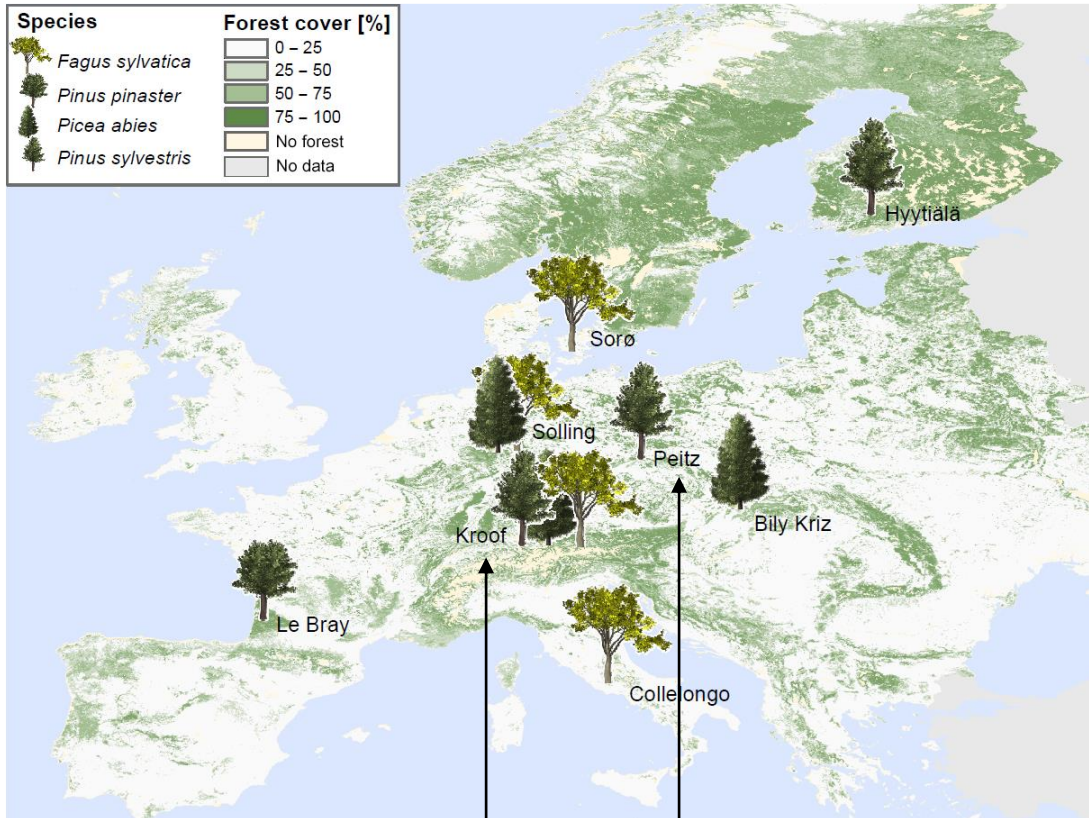 Species
Fagus sylvatica
Pinus pinaster
Picea abies
Pinus sylvestris
Forest cover [%]
0 – 25
25 – 50
50 – 75
75 – 100
No forest
No data
Hyytiälä
Sorø
Solling
Peitz
Kroof
Bily Kriz
Le Bray
Collelongo